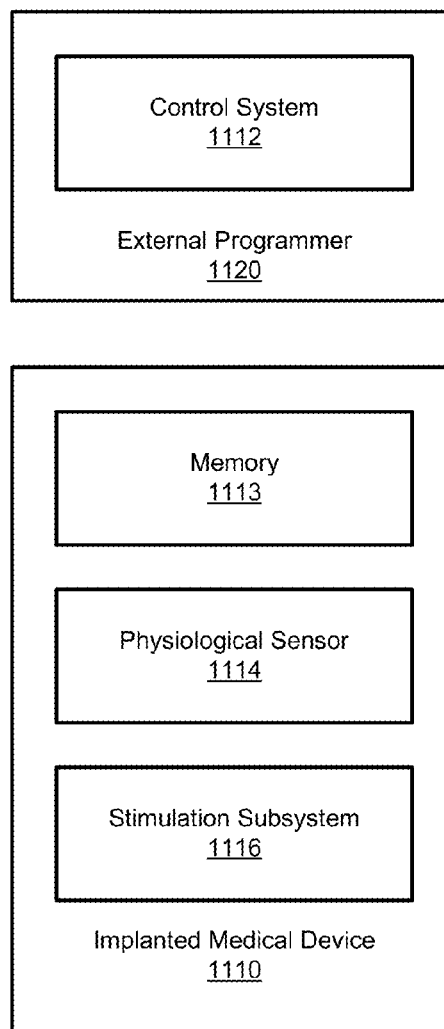 Control System
1112
External Programmer
1120
Memory
1113
Physiological Sensor
1114
Stimulation Subsystem
1116
Implanted Medical Device
1110